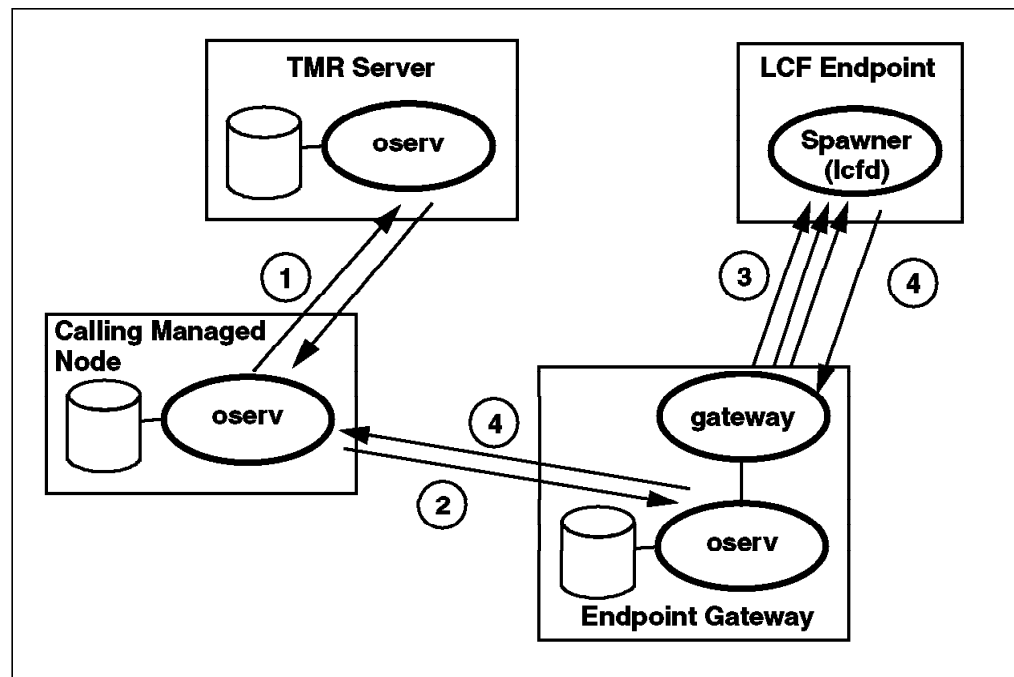 TMR Server
oserv
LCF Endpoint
Spawner
(lcfd)
1
3
4
Calling Managed
Node
oserv
4
2
gateway
oserv
Endpoint Gateway